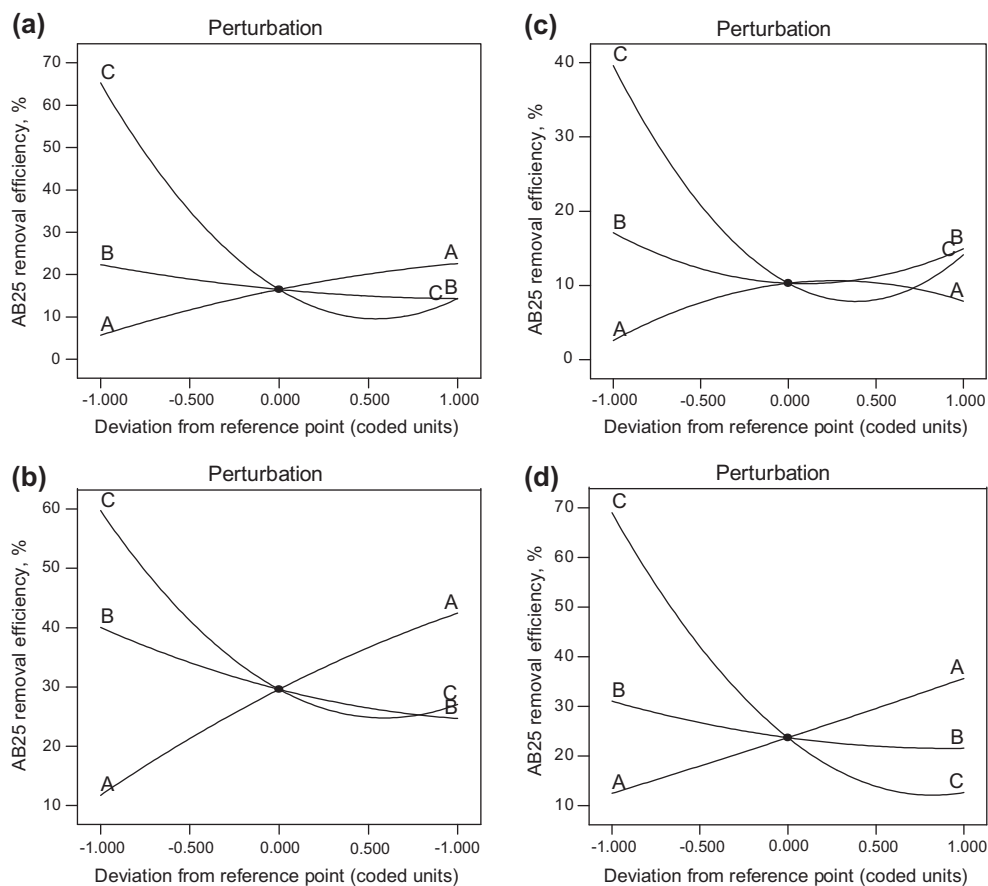 (a)
Perturbation
AB25 removal efficiency, %
70
60
50
40
30
20
10
0
C
B
A
A
C B
-1.000 -0.500 0.000 0.500 1.000
Deviation from reference point (coded units)
(c)
Perturbation
AB25 removal efficiency, %
40
30
20
10
0
C
B
A
B
C
A
-1.000 -0.500 0.000 0.500 1.000
Deviation from reference point (coded units)
(b)
Perturbation
AB25 removal efficiency, %
60
50
40
30
20
10
C
B
A
A
C
B
-1.000 -0.500 0.000 0.500 -1.000
Deviation from reference point (coded units)
(d)
Perturbation
AB25 removal efficiency, %
70
60
50
40
30
20
10
C
B
A
A
B
C
-1.000 -0.500 0.000 0.500 1.000
Deviation from reference point (coded units)